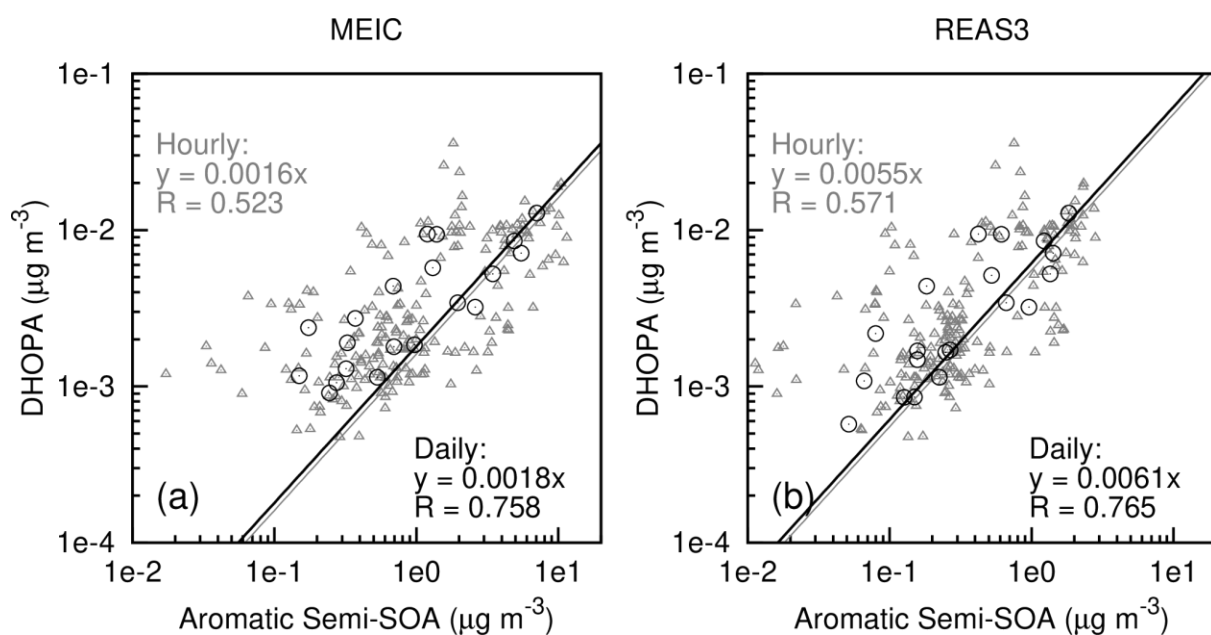 MEIC
1e-1
1e-2
1e-3
1e-4
DHOPA (μg m⁻³)
Hourly:
y = 0.0016x
R = 0.523
Daily:
y = 0.0018x
R = 0.758
(a)
1e-2
1e-1
1e0
1e1
Aromatic Semi-SOA (μg m⁻³)
REAS3
1e-1
1e-2
1e-3
1e-4
DHOPA (μg m⁻³)
Hourly:
y = 0.0055x
R = 0.571
Daily:
y = 0.0061x
R = 0.765
(b)
1e-2
1e-1
1e0
1e1
Aromatic Semi-SOA (μg m⁻³)